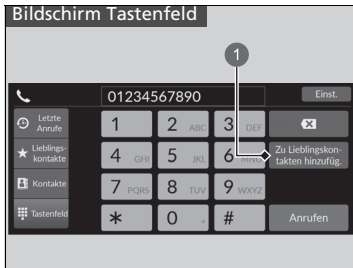 Bildschirm Tastenfeld
1
01234567890
Einst.
Letzte
Anrufe
1
2 ABC
3 DEF
Lieblings-
kontakte
4 GHI
5 JKL
6 MNO
Zu Lieblingskon-
takten hinzufüg.
Kontakte
7 PQRS
8 TUV
9 WXYZ
Tastenfeld
*
0 +
#
Anrufen